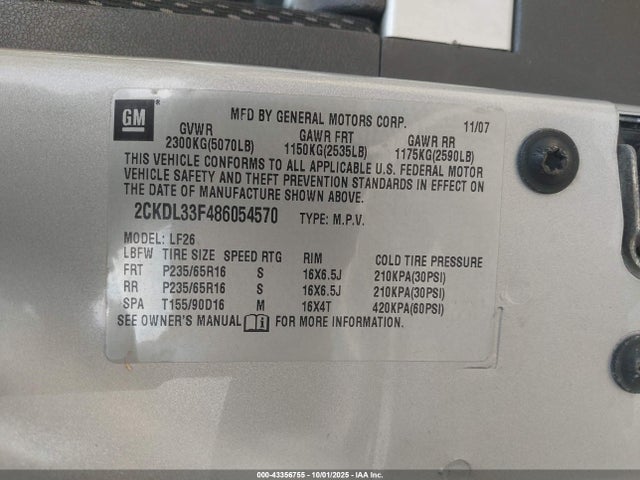 GM
MFD BY GENERAL MOTORS CORP. 11/07
GVWR GAWR FRT GAWR RR
2300KG(5070LB) 1150KG(2535LB) 1175KG(2590LB)
THIS VEHICLE CONFORMS TO ALL APPLICABLE U.S. FEDERAL MOTOR
VEHICLE SAFETY AND THEFT PREVENTION STANDARDS IN EFFECT ON
THE DATE OF MANUFACTURE SHOWN ABOVE.
2CKDL33F486054570 TYPE: M.P.V.
MODEL: LF26
LBFW TIRE SIZE SPEED RTG RIM COLD TIRE PRESSURE
FRT P235/65R16 S 16X6.5J 210KPA(30PSI)
RR P235/65R16 S 16X6.5J 210KPA(30PSI)
SPA T155/90D16 M 16X4T 420KPA(60PSI)
SEE OWNER'S MANUAL FOR MORE INFORMATION.
000-43356755 - 10/01/2025 - IAA Inc.